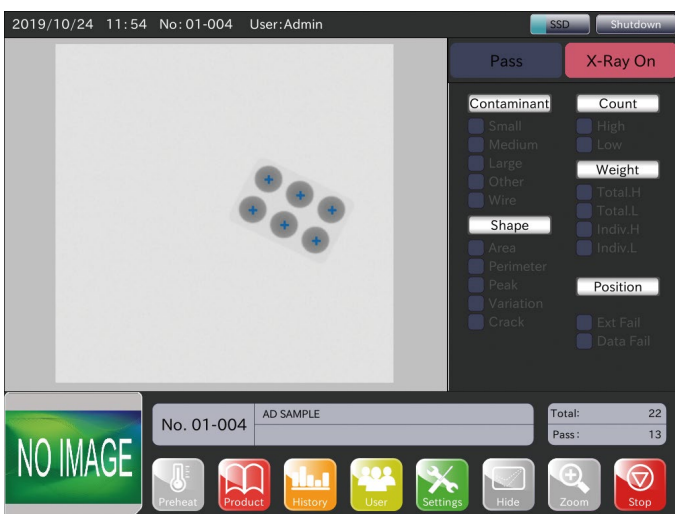 2019/10/24 11:54 No: 01-004 User:Admin SSD Shutdown
Pass X-Ray On
Contaminant Count
Small High
Medium Low
Large Weight
Other Total.H
Wire Total.L
Shape Indiv.H
Area Indiv.L
Perimeter
Peak Position
Variation
Crack Ext Fail
Data Fail
NO IMAGE
No. 01-004 AD SAMPLE
Total: 22
Pass: 13
Preheat Product History User Settings Hide Zoom Stop